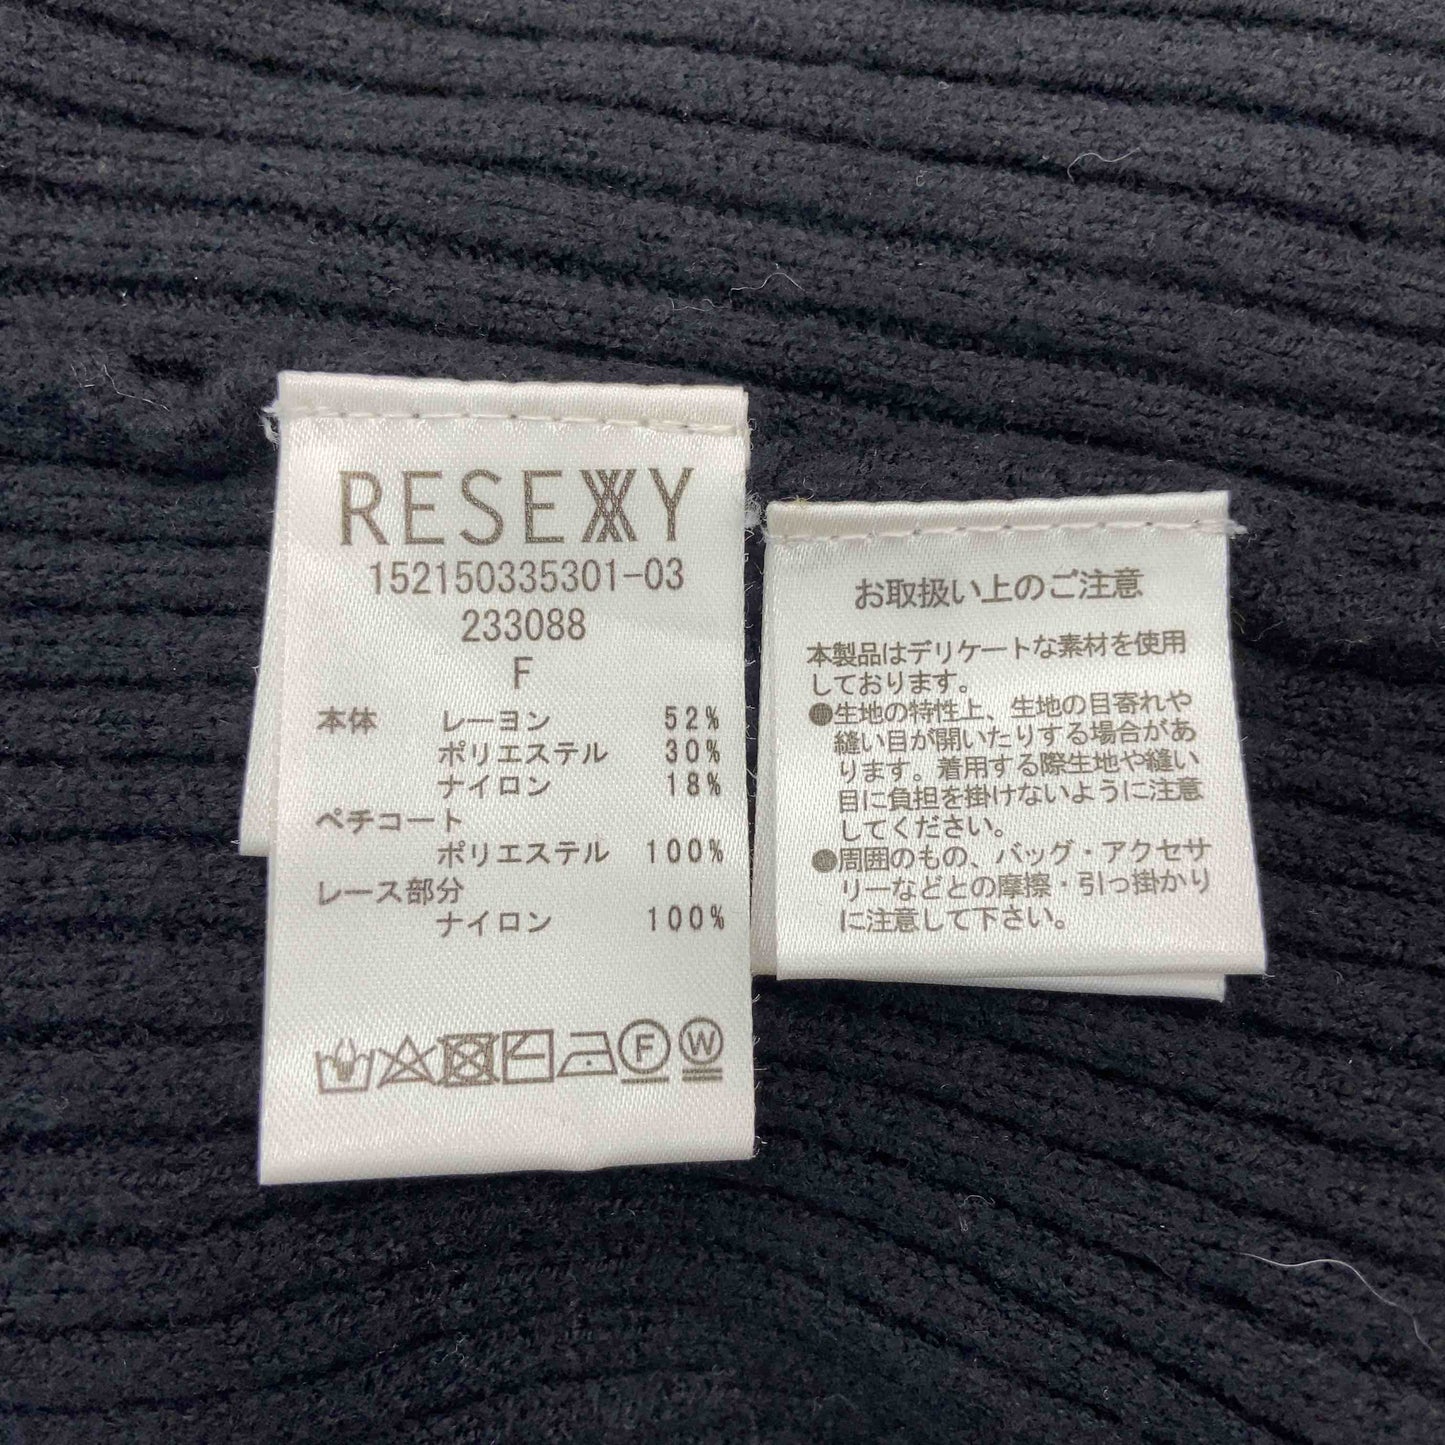 RESEXXY
152150335301-03
233088
F
本体 レーヨン 52%
ポリエステル 30%
ナイロン 18%
ペチコート
ポリエステル 100%
レース部分
ナイロン 100%
F W
お取扱い上のご注意
本製品はデリケートな素材を使用
しております。
●生地の特性上、生地の目寄れや
縫い目が開いたりする場合があ
ります。着用する際生地や縫い
目に負担を掛けないように注意
してください。
●周囲のもの、バッグ・アクセサ
リーなどとの摩擦・引っ掛かり
に注意して下さい。